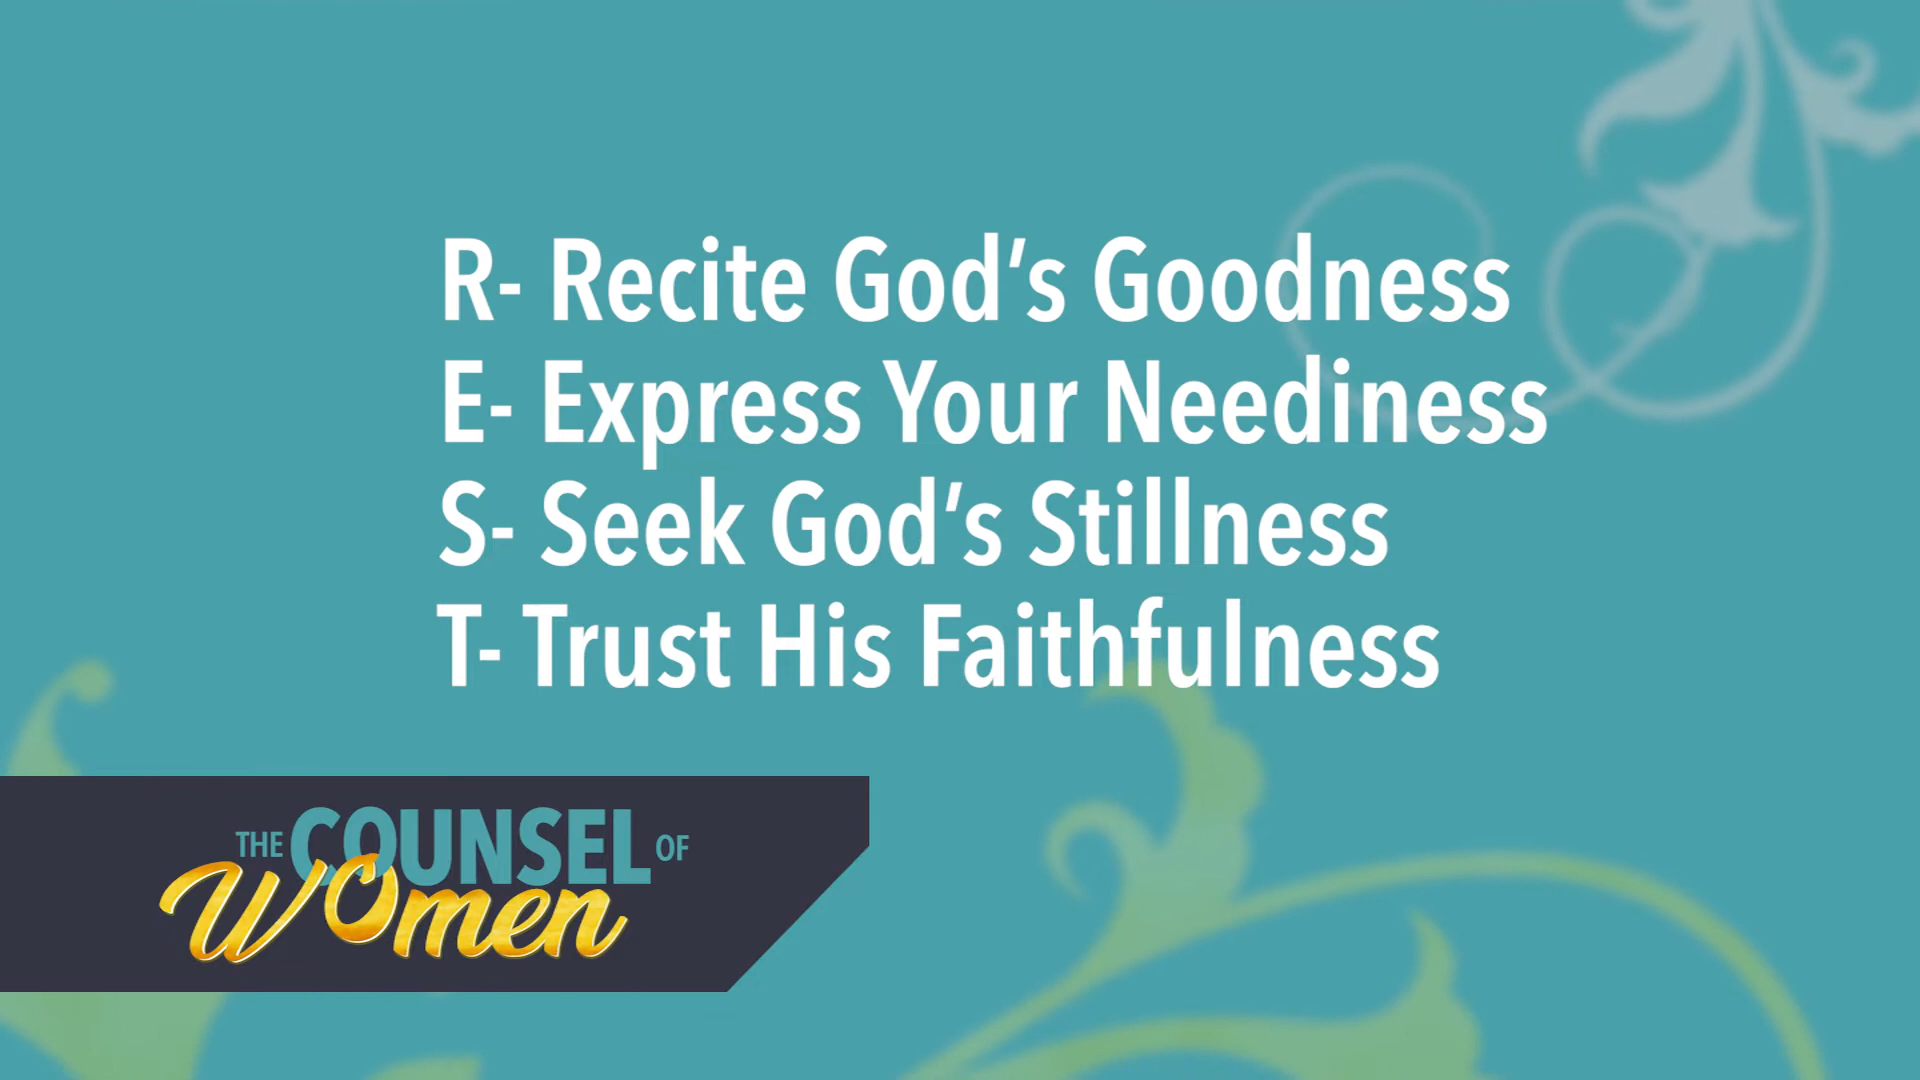 R- Recite God’s Goodness
E- Express Your Neediness
S- Seek God’s Stillness
T- Trust His Faithfulness
THE COUNSEL OF
Women